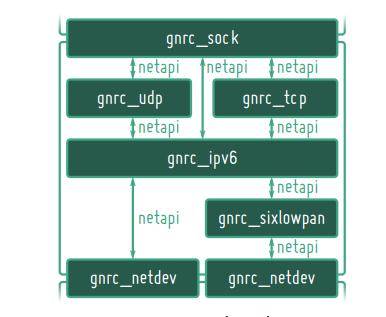 gnrc_sock
netapi netapi netapi
gnrc_udp gnrc_tcp
netapi netapi
gnrc_ipv6
netapi
netapi gnrc_sixlowpan
netapi
gnrc_netdev gnrc_netdev